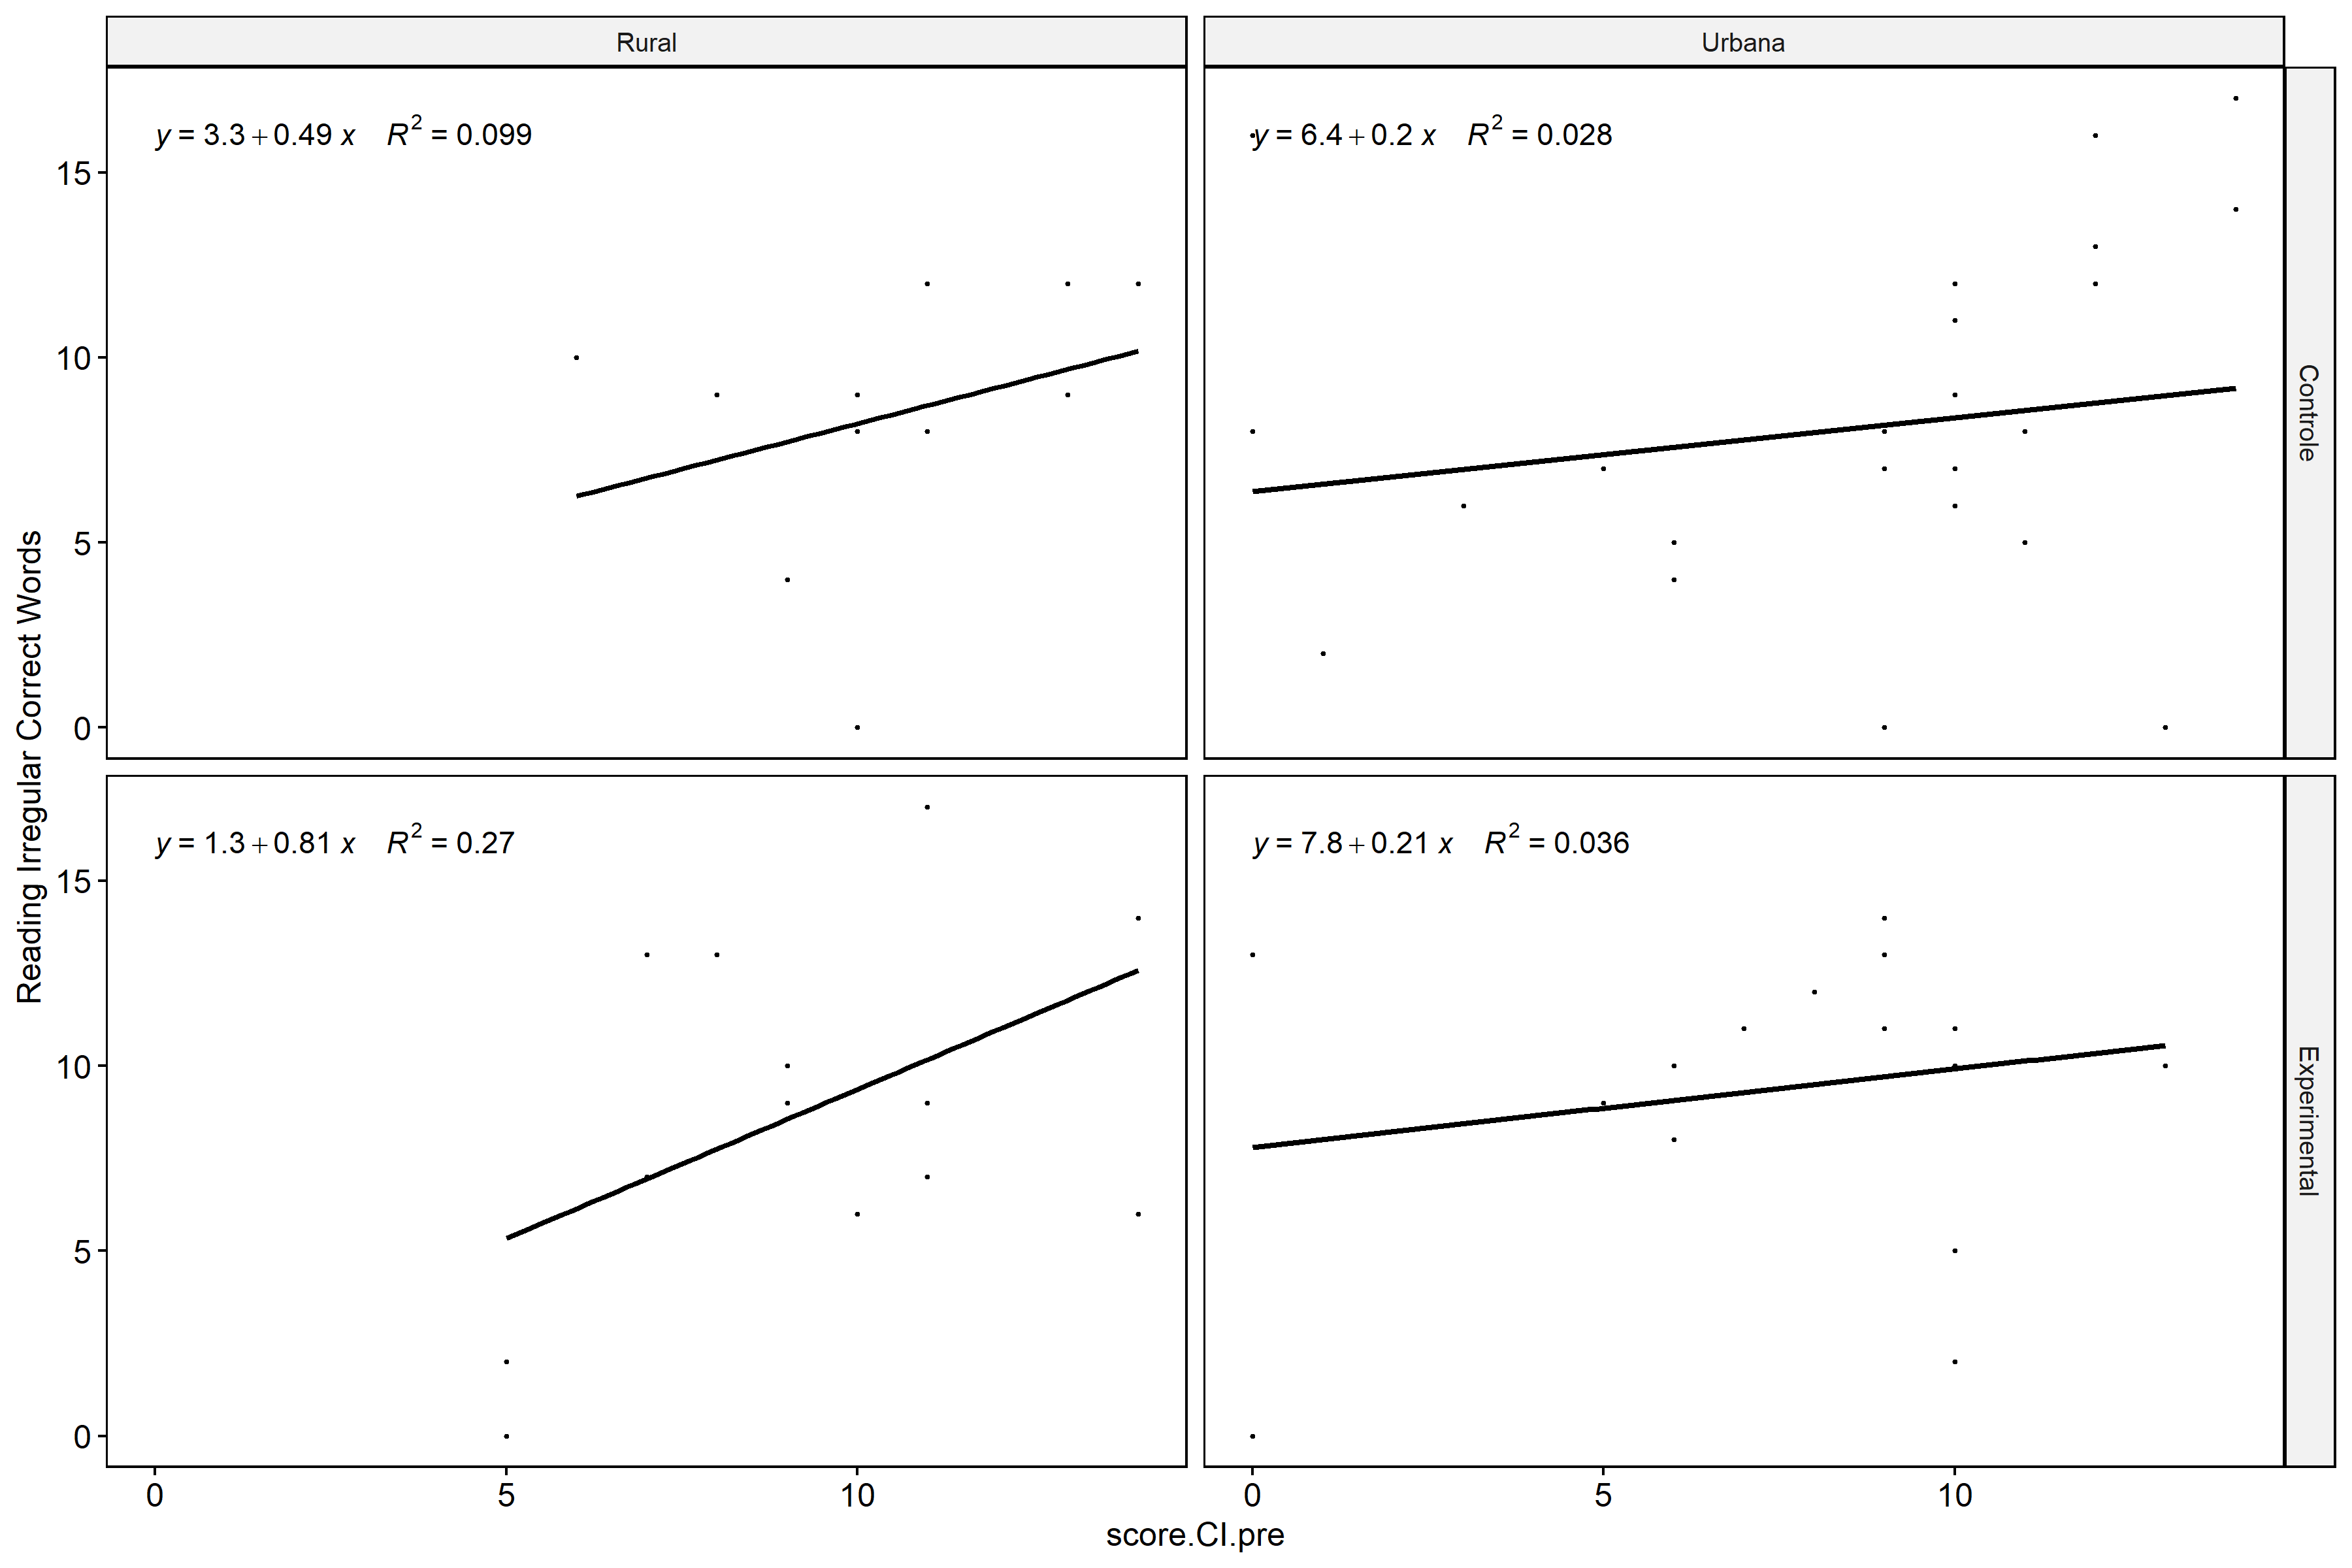 Rural
Urbana
y = 3.3 + 0.49 x R² = 0.099
y = 6.4 + 0.2 x R² = 0.028
15
10
5
0
Controle
y = 1.3 + 0.81 x R² = 0.27
y = 7.8 + 0.21 x R² = 0.036
15
10
5
0
Experimental
Reading Irregular Correct Words
0 5 10
0 5 10
score.CI.pre